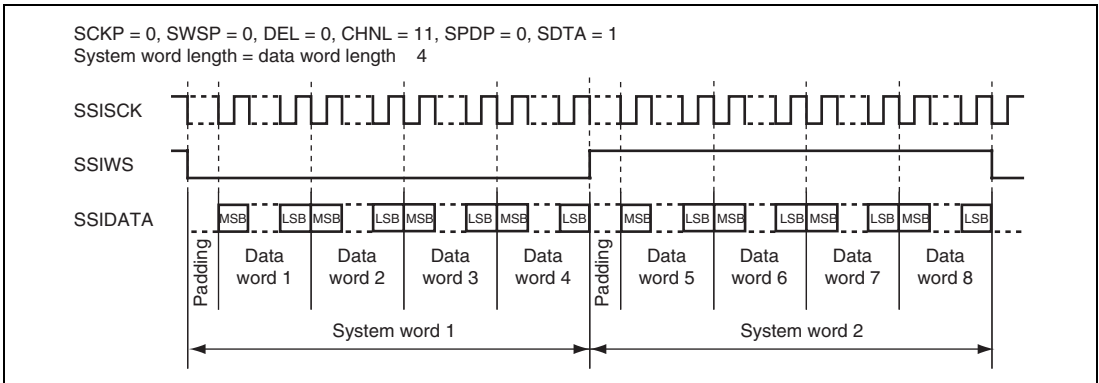 SCKP = 0, SWSP = 0, DEL = 0, CHNL = 11, SPDP = 0, SDTA = 1
System word length = data word length 4
SSISCK
SSIWS
SSIDATA
MSB LSB MSB LSB MSB LSB MSB LSB MSB LSB MSB LSB MSB LSB MSB LSB
Padding Data word 1 Data word 2 Data word 3 Data word 4 Padding Data word 5 Data word 6 Data word 7 Data word 8
System word 1 System word 2